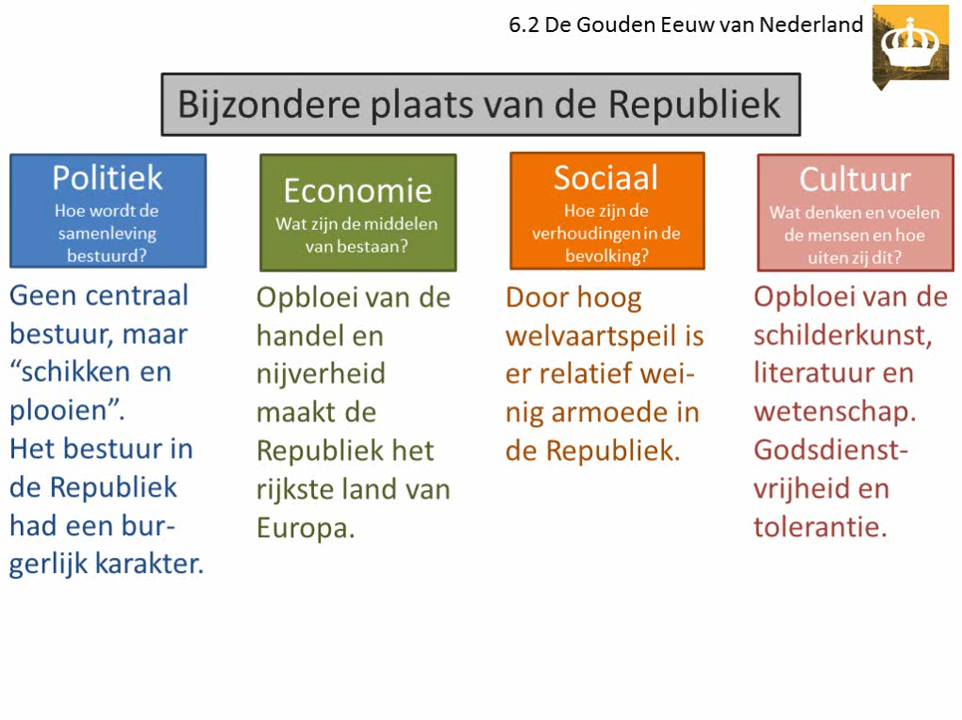 6.2 De Gouden Eeuw van Nederland
Bijzondere plaats van de Republiek
Politiek
Hoe wordt de
samenleving
bestuurd?
Geen centraal
bestuur, maar
“schikken en
plooien”.
Het bestuur in
de Republiek
had een bur-
gerlijk karakter.
Economie
Wat zijn de middelen
van bestaan?
Opbloei van de
handel en
nijverheid
maakt de
Republiek het
rijkste land van
Europa.
Sociaal
Hoe zijn de
verhoudingen in de
bevolking?
Door hoog
welvaartspeil is
er relatief wei-
nig armoede in
de Republiek.
Cultuur
Wat denken en voelen
de mensen en hoe
uiten zij dit?
Opbloei van de
schilderkunst,
literatuur en
wetenschap.
Godsdienst-
vrijheid en
tolerantie.